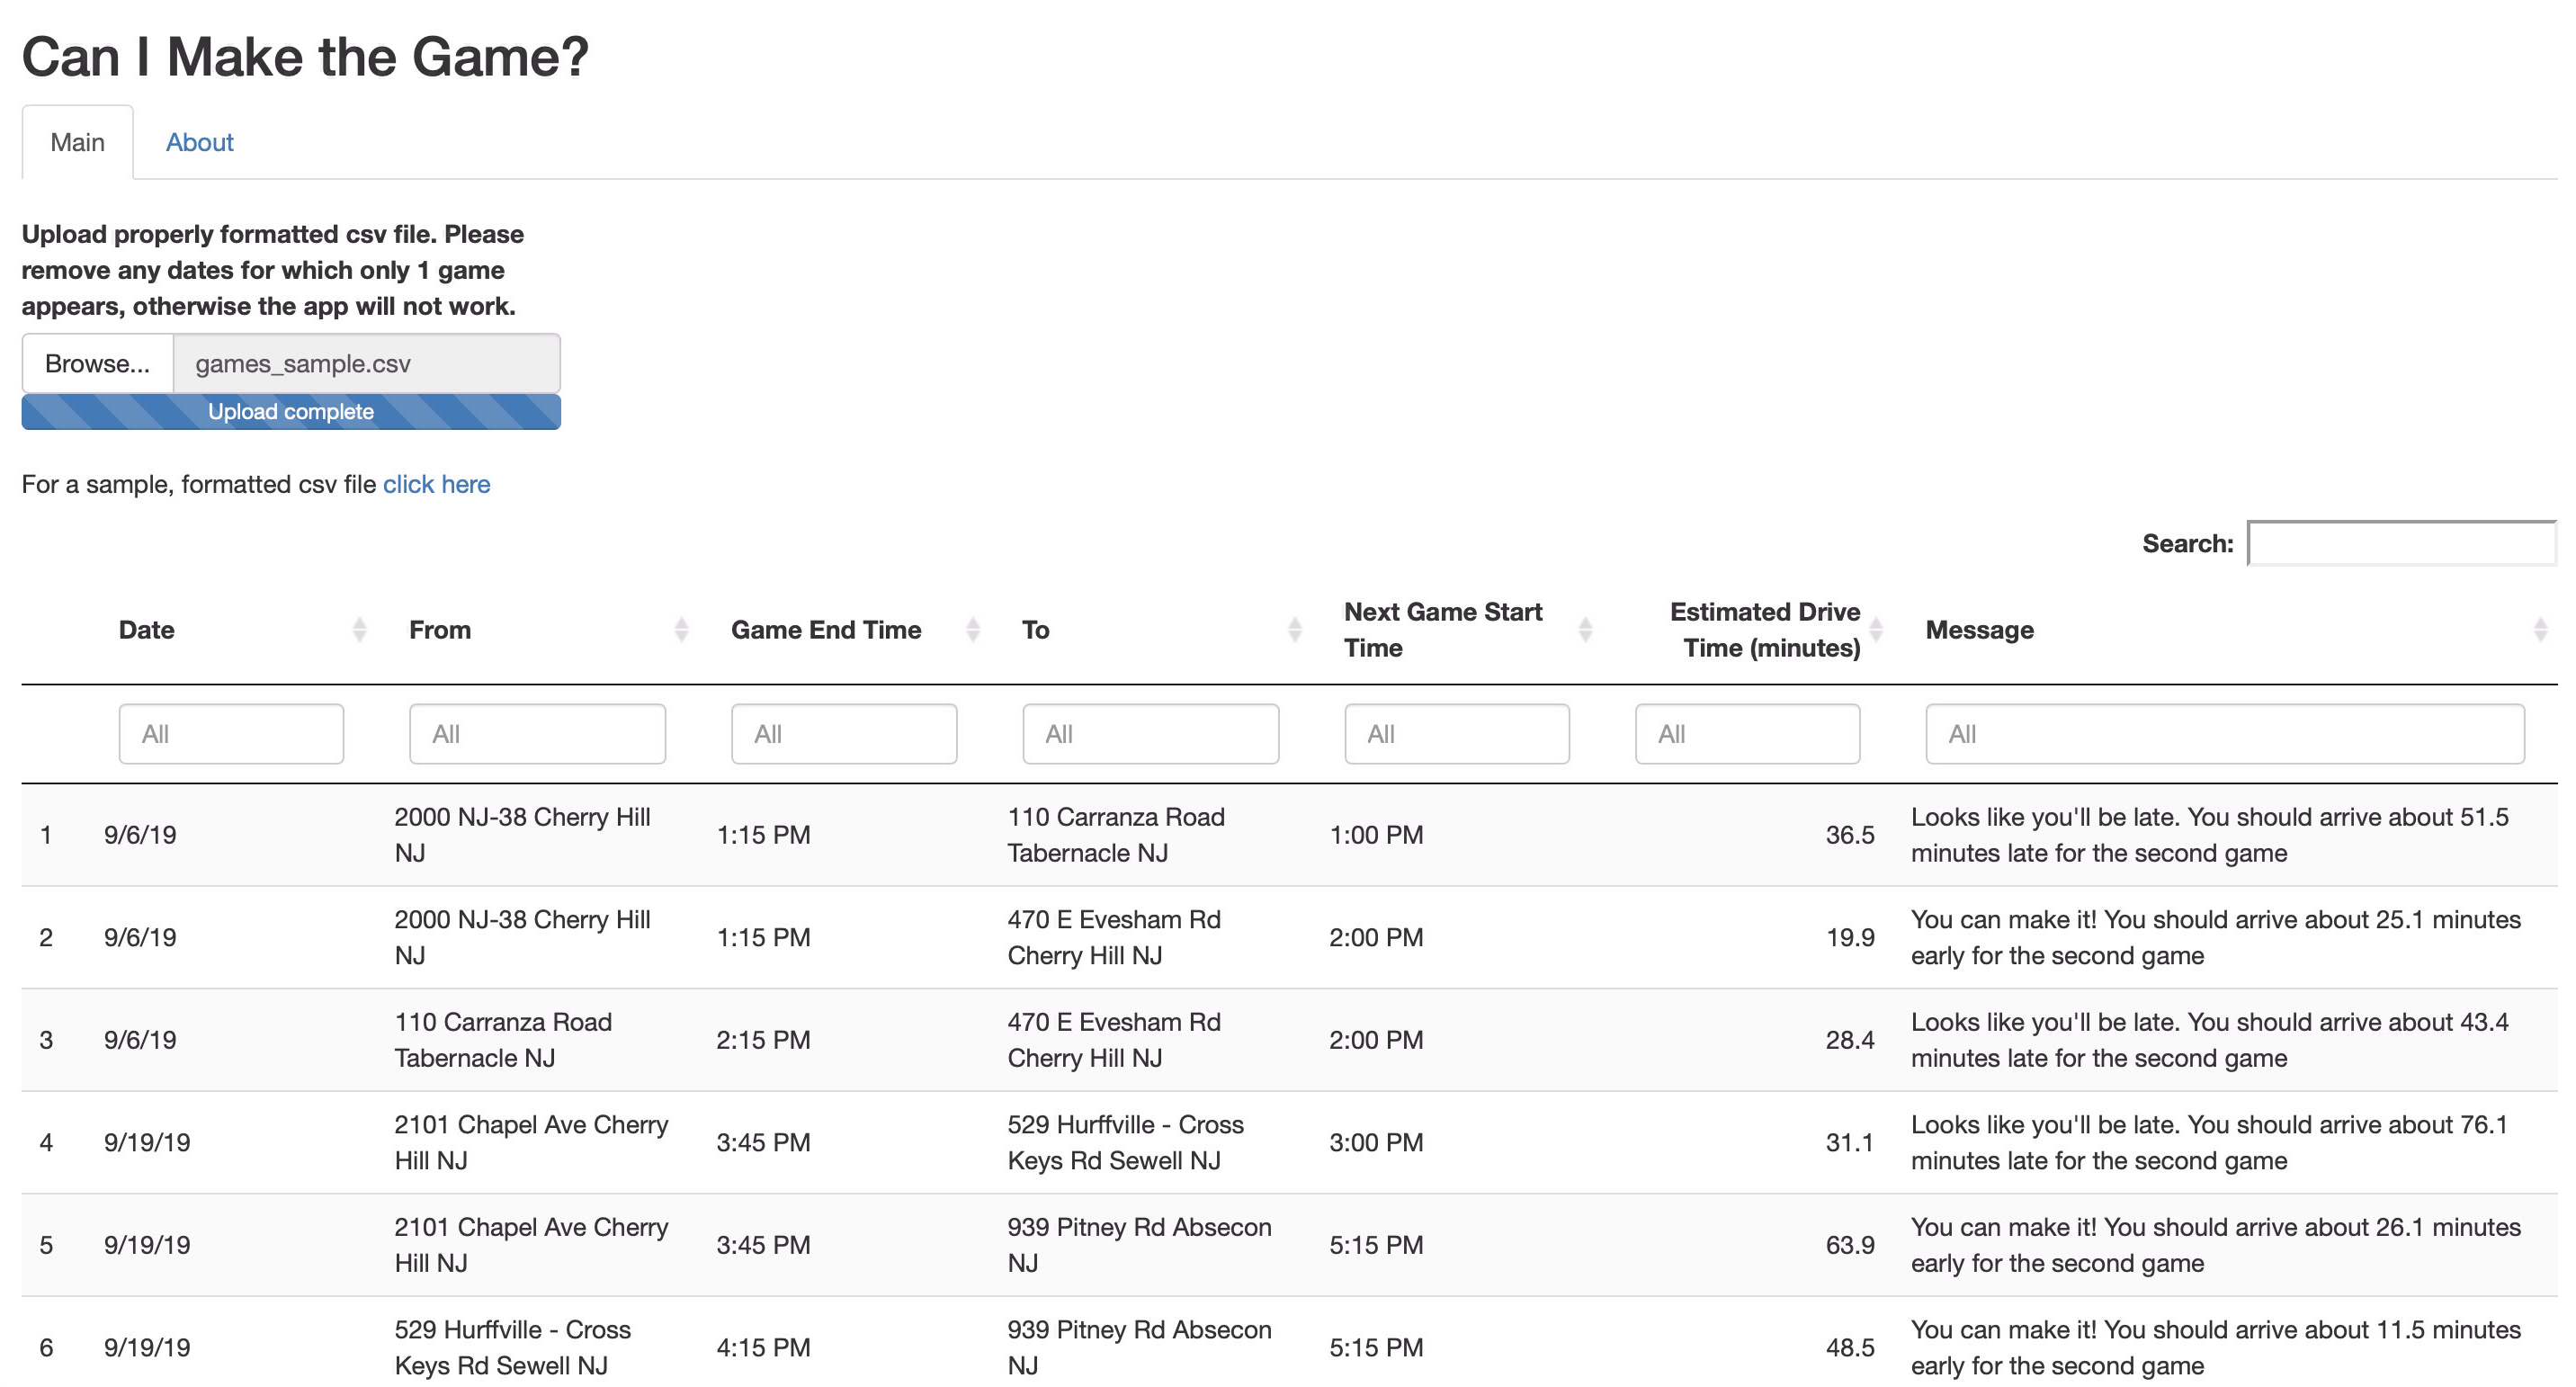 Can I Make the Game?
Main About
Upload properly formatted csv file. Please
remove any dates for which only 1 game
appears, otherwise the app will not work.
Browse... games_sample.csv
Upload complete
For a sample, formatted csv file click here
Search:
Date From Game End Time To Next Game Start Time Estimated Drive Time (minutes) Message
All All All All All All All
1 9/6/19 2000 NJ-38 Cherry Hill NJ 1:15 PM 110 Carranza Road Tabernacle NJ 1:00 PM 36.5 Looks like you'll be late. You should arrive about 51.5 minutes late for the second game
2 9/6/19 2000 NJ-38 Cherry Hill NJ 1:15 PM 470 E Evesham Rd Cherry Hill NJ 2:00 PM 19.9 You can make it! You should arrive about 25.1 minutes early for the second game
3 9/6/19 110 Carranza Road Tabernacle NJ 2:15 PM 470 E Evesham Rd Cherry Hill NJ 2:00 PM 28.4 Looks like you'll be late. You should arrive about 43.4 minutes late for the second game
4 9/19/19 2101 Chapel Ave Cherry Hill NJ 3:45 PM 529 Hurffville - Cross Keys Rd Sewell NJ 3:00 PM 31.1 Looks like you'll be late. You should arrive about 76.1 minutes late for the second game
5 9/19/19 2101 Chapel Ave Cherry Hill NJ 3:45 PM 939 Pitney Rd Absecon NJ 5:15 PM 63.9 You can make it! You should arrive about 26.1 minutes early for the second game
6 9/19/19 529 Hurffville - Cross Keys Rd Sewell NJ 4:15 PM 939 Pitney Rd Absecon NJ 5:15 PM 48.5 You can make it! You should arrive about 11.5 minutes early for the second game